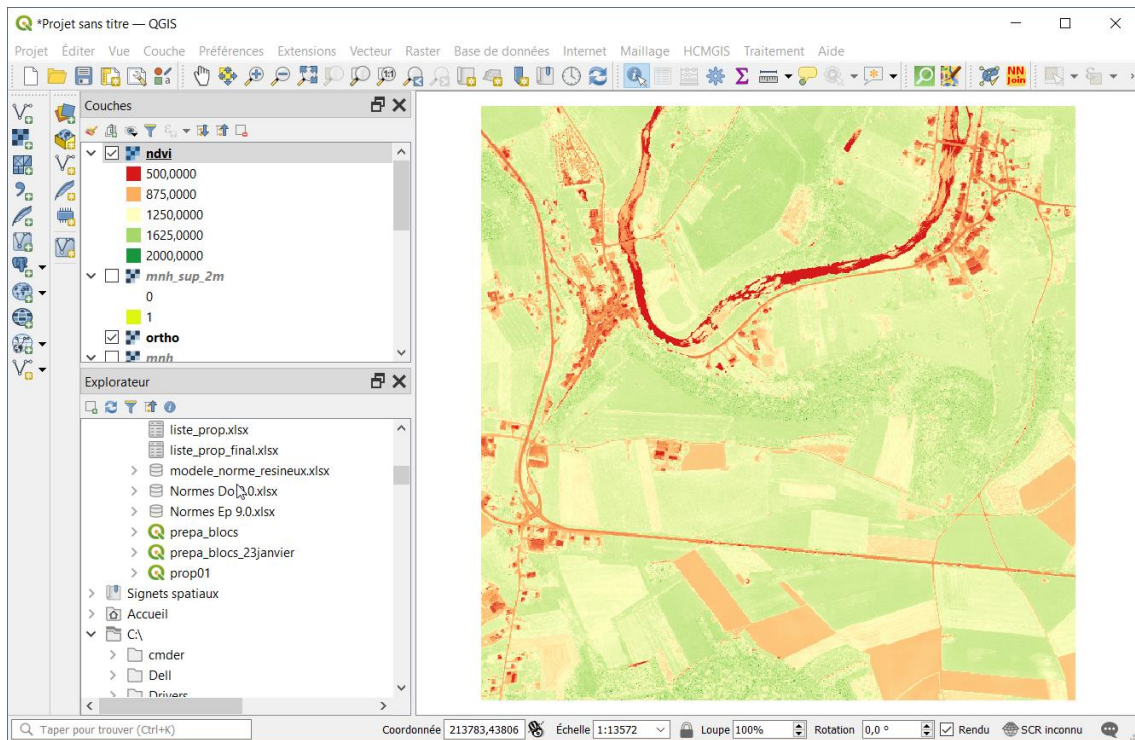 *Projet sans titre — QGIS
Projet Éditer Vue Couche Préférences Extensions Vecteur Raster Base de données Internet Maillage HCMGIS Traitement Aide
NN
Join
Couches
ndvi
500,0000
875,0000
1250,0000
1625,0000
2000,0000
mnh_sup_2m
0
1
ortho
mnh
Explorateur
liste_prop.xlsx
liste_prop_final.xlsx
modele_norme_resineux.xlsx
Normes Do .0.xlsx
Normes Ep 9.0.xlsx
prepa_blocs
prepa_blocs_23janvier
prop01
Signets spatiaux
Accueil
C:\
cmder
Dell
Drivers
Taper pour trouver (Ctrl+K) Coordonnée 213783,43806 Échelle 1:13572 Loupe 100% Rotation 0,0 ° Rendu SCR inconnu